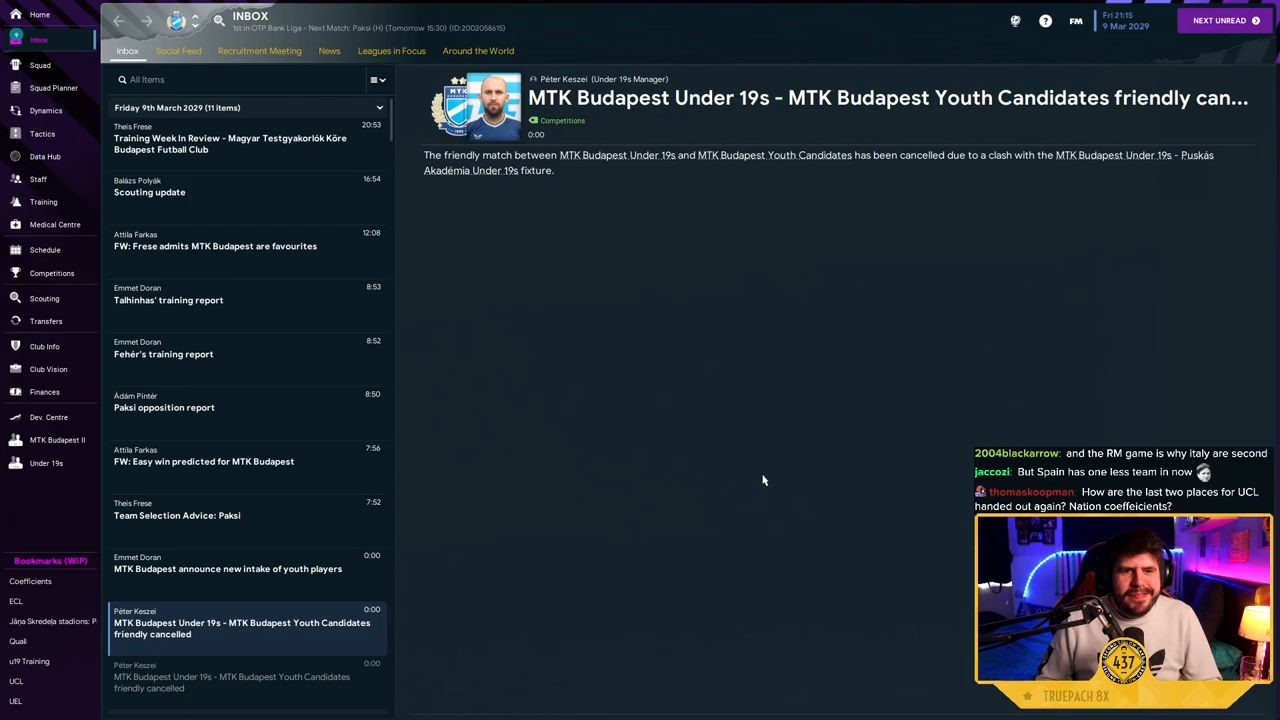 Home
9
Inbox
Squad
Squad Planner
Dynamics
Tactics
Data Hub
Staff
Training
Medical Centre
Schedule
Competitions
Scouting
Transfers
Club Info
Club Vision
Finances
Dev. Centre
MTK Budapest II
Under 19s
Bookmarks (WiP)
Coefficients
ECL
Jāņa Skredeļa stadions: P
Quali
u19 Training
UCL
UEL
INBOX
1st in OTP Bank Liga - Next Match: Paksi (H) (Tomorrow 15:30) (ID:2002058615)
FM
Fri 21:15
9 Mar 2029
NEXT UNREAD
Inbox
Social Feed
Recruitment Meeting
News
Leagues in Focus
Around the World
All Items
Friday 9th March 2029 (11 items)
Theis Frese 20:53
Training Week In Review - Magyar Testgyakorlók Köre
Budapest Futball Club
Balázs Polyák 16:54
Scouting update
Attila Farkas 12:08
FW: Frese admits MTK Budapest are favourites
Emmet Doran 8:53
Talhinhas' training report
Emmet Doran 8:52
Fehér's training report
Ádám Pintér 8:50
Paksi opposition report
Attila Farkas 7:56
FW: Easy win predicted for MTK Budapest
Theis Frese 7:52
Team Selection Advice: Paksi
Emmet Doran 0:00
MTK Budapest announce new intake of youth players
Péter Keszei 0:00
MTK Budapest Under 19s - MTK Budapest Youth Candidates
friendly cancelled
Péter Keszei 0:00
MTK Budapest Under 19s - MTK Budapest Youth Candidates
friendly cancelled
MTK
Péter Keszei (Under 19s Manager)
MTK Budapest Under 19s - MTK Budapest Youth Candidates friendly can...
Competitions
0:00
The friendly match between MTK Budapest Under 19s and MTK Budapest Youth Candidates has been cancelled due to a clash with the MTK Budapest Under 19s - Puskás
Akadémia Under 19s fixture.
2004blackarrow: and the RM game is why italy are second
jaccozi: But Spain has one less team in now
thomaskoopman: How are the last two places for UCL
handed out again? Nation coeffeicients?
437
TRUEPACH 8X